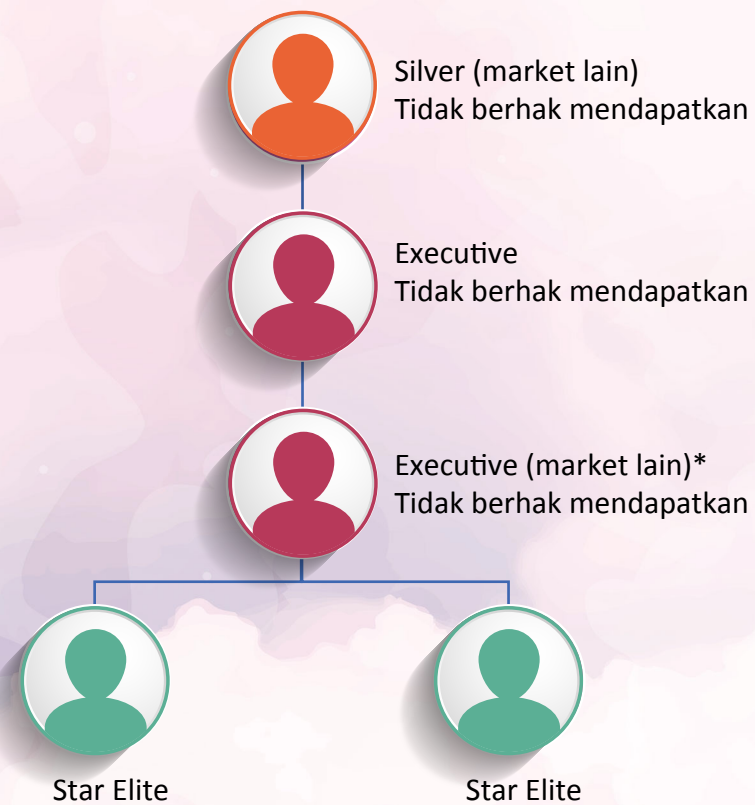 Silver (market lain)
Tidak berhak mendapatkan
Executive
Tidak berhak mendapatkan
Executive (market lain)*
Tidak berhak mendapatkan
Star Elite
Star Elite